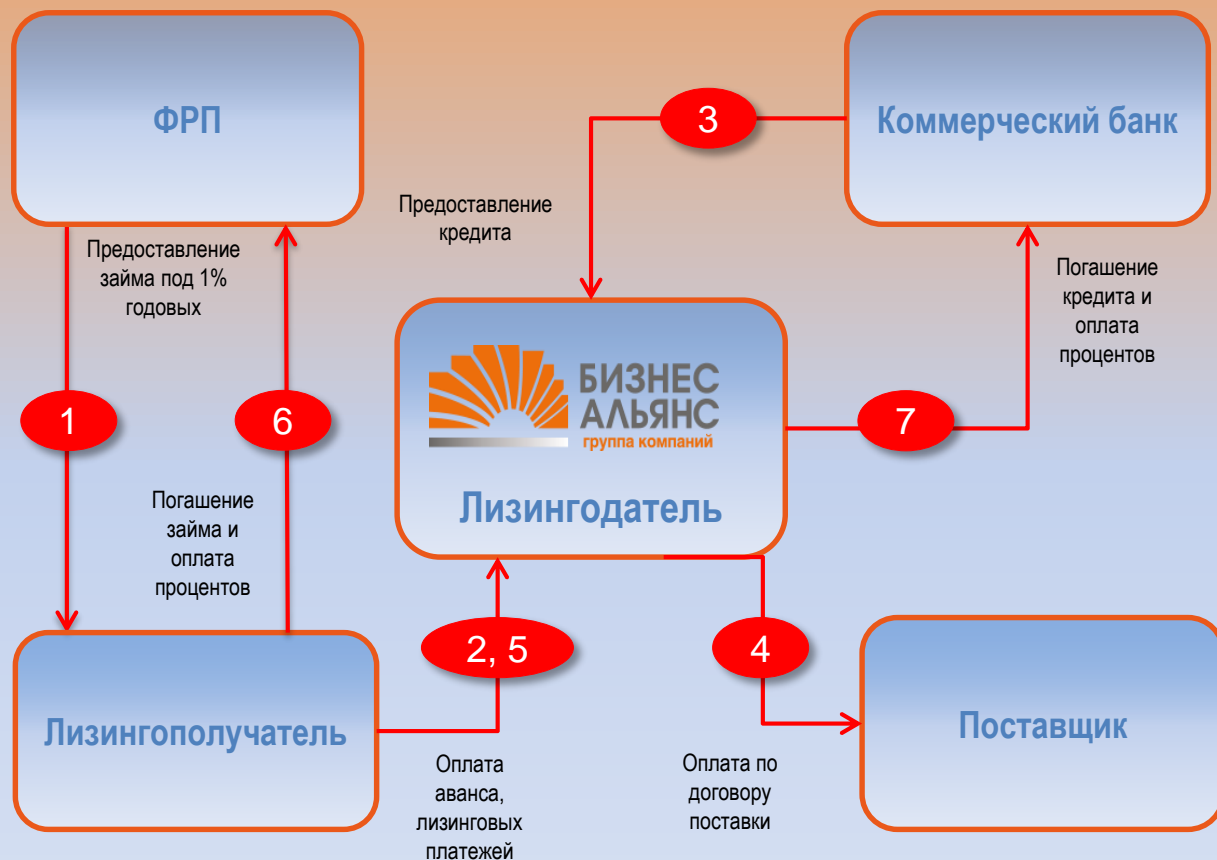 ФРП
3
Коммерческий банк
Предоставление
кредита
Предоставление
займа под 1%
годовых
Погашение
кредита и
оплата
процентов
БИЗНЕС
АЛЬЯНС
группа компаний
1
6
7
Лизингодатель
Погашение
займа и
оплата
процентов
2, 5
4
Лизингополучатель
Поставщик
Оплата
аванса,
лизинговых
платежей
Оплата по
договору
поставки